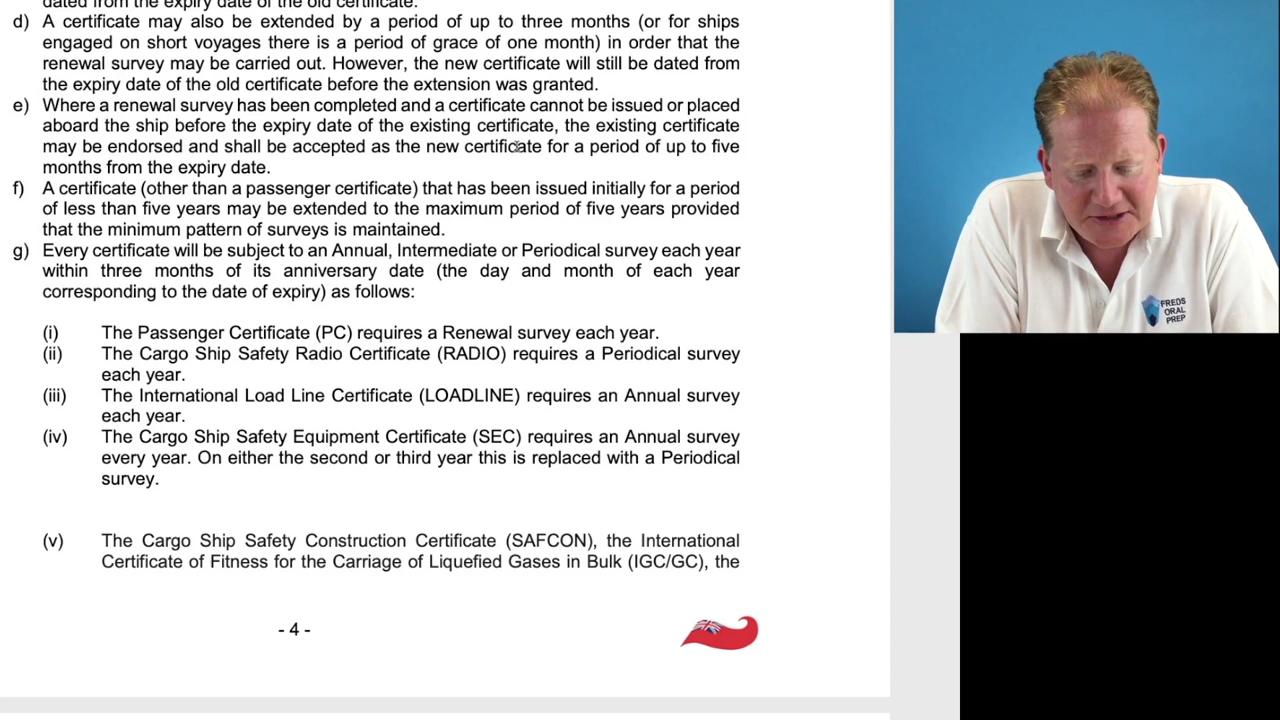 dated from the expiry date of the old certificate.
d) A certificate may also be extended by a period of up to three months (or for ships
engaged on short voyages there is a period of grace of one month) in order that the
renewal survey may be carried out. However, the new certificate will still be dated from
the expiry date of the old certificate before the extension was granted.
e) Where a renewal survey has been completed and a certificate cannot be issued or placed
aboard the ship before the expiry date of the existing certificate, the existing certificate
may be endorsed and shall be accepted as the new certificate for a period of up to five
months from the expiry date.
f) A certificate (other than a passenger certificate) that has been issued initially for a period
of less than five years may be extended to the maximum period of five years provided
that the minimum pattern of surveys is maintained.
g) Every certificate will be subject to an Annual, Intermediate or Periodical survey each year
within three months of its anniversary date (the day and month of each year
corresponding to the date of expiry) as follows:
(i) The Passenger Certificate (PC) requires a Renewal survey each year.
(ii) The Cargo Ship Safety Radio Certificate (RADIO) requires a Periodical survey
each year.
(iii) The International Load Line Certificate (LOADLINE) requires an Annual survey
each year.
(iv) The Cargo Ship Safety Equipment Certificate (SEC) requires an Annual survey
every year. On either the second or third year this is replaced with a Periodical
survey.
(v) The Cargo Ship Safety Construction Certificate (SAFCON), the International
Certificate of Fitness for the Carriage of Liquefied Gases in Bulk (IGC/GC), the
- 4 -
FREDS
ORAL
PREP